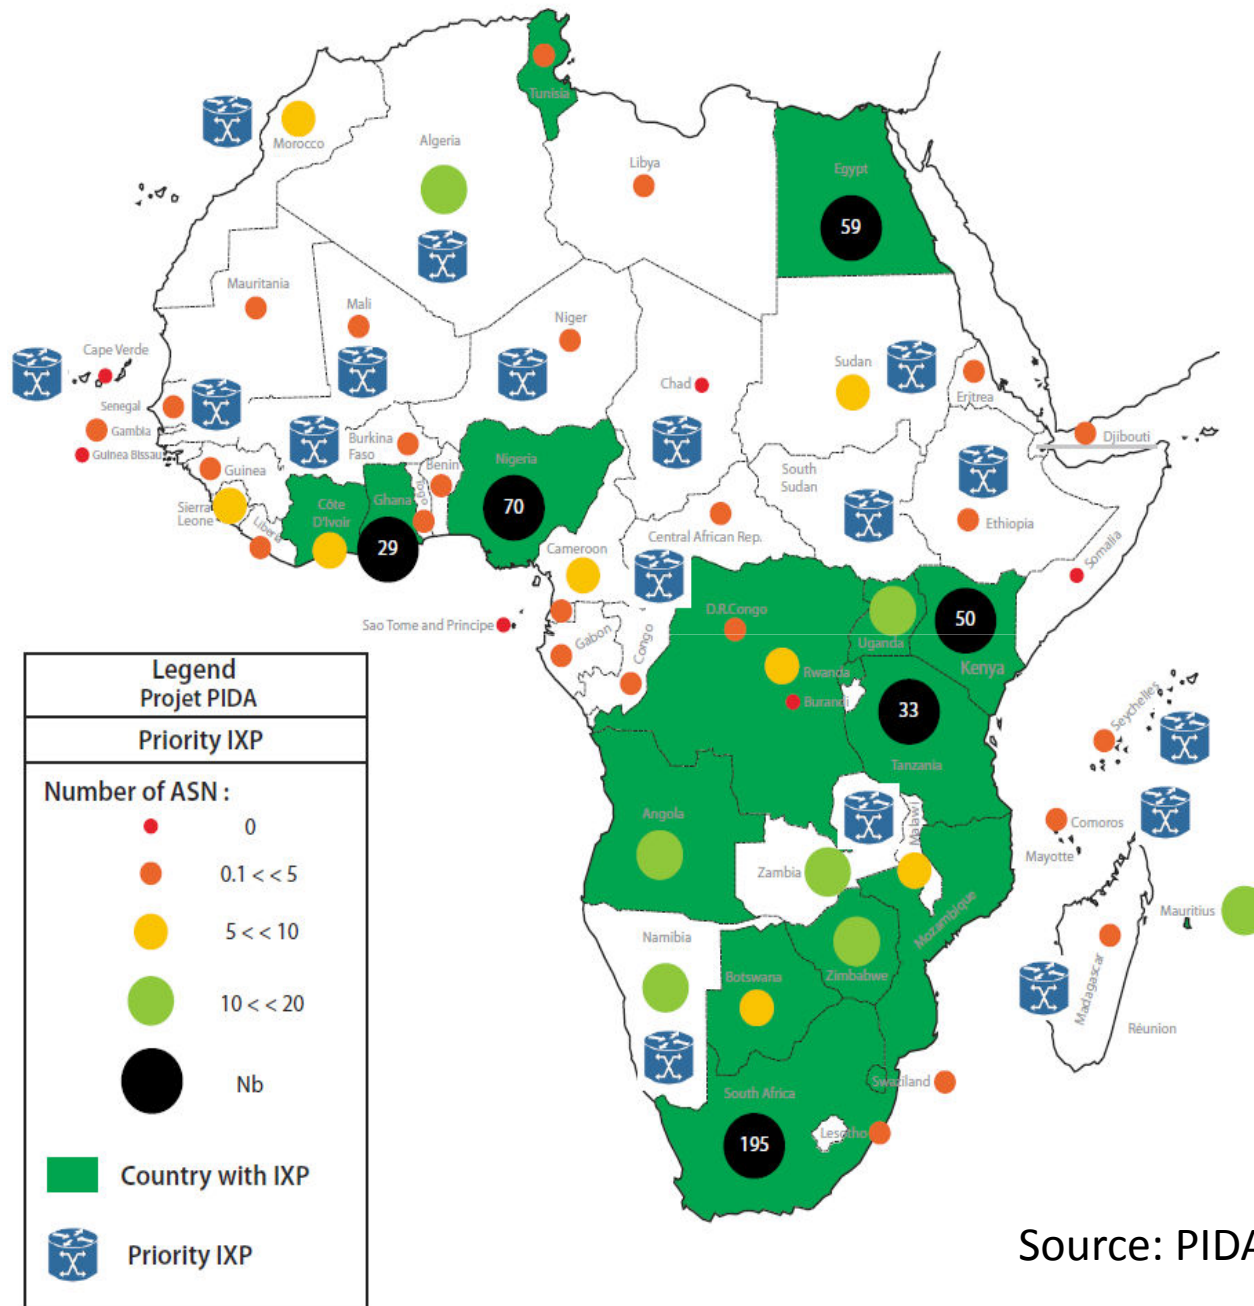 Tunisia
Morocco
Algeria
Libya
Egypt
59
Mauritania
Mali
Niger
Cape Verde
Chad
Sudan
Eritrea
Senegal
Gambia
Guinea Bissau
Djibouti
Burkina
Faso
Guinea
Benin
Nigeria
South
Sudan
Sierra
Leone
Côte
D'Ivoir
Ghana
Togo
70
Liberia
29
Central African Rep.
Ethiopia
Somalia
Cameroon
Sao Tome and Principe
Gabon
Congo
D.R.Congo
Uganda
50
Kenya
Rwanda
Burandi
33
Tanzania
Seychelles
Legend
Projet PIDA
Priority IXP
Number of ASN :
0
0.1 < < 5
5 < < 10
10 < < 20
Nb
Country with IXP
Priority IXP
Angola
Malawi
Comoros
Mayotte
Zambia
Mozambique
Mauritius
Namibia
Botswana
Zimbabwe
Madagascar
Réunion
South Africa
Swaziland
195
Lesotho
Source: PIDA